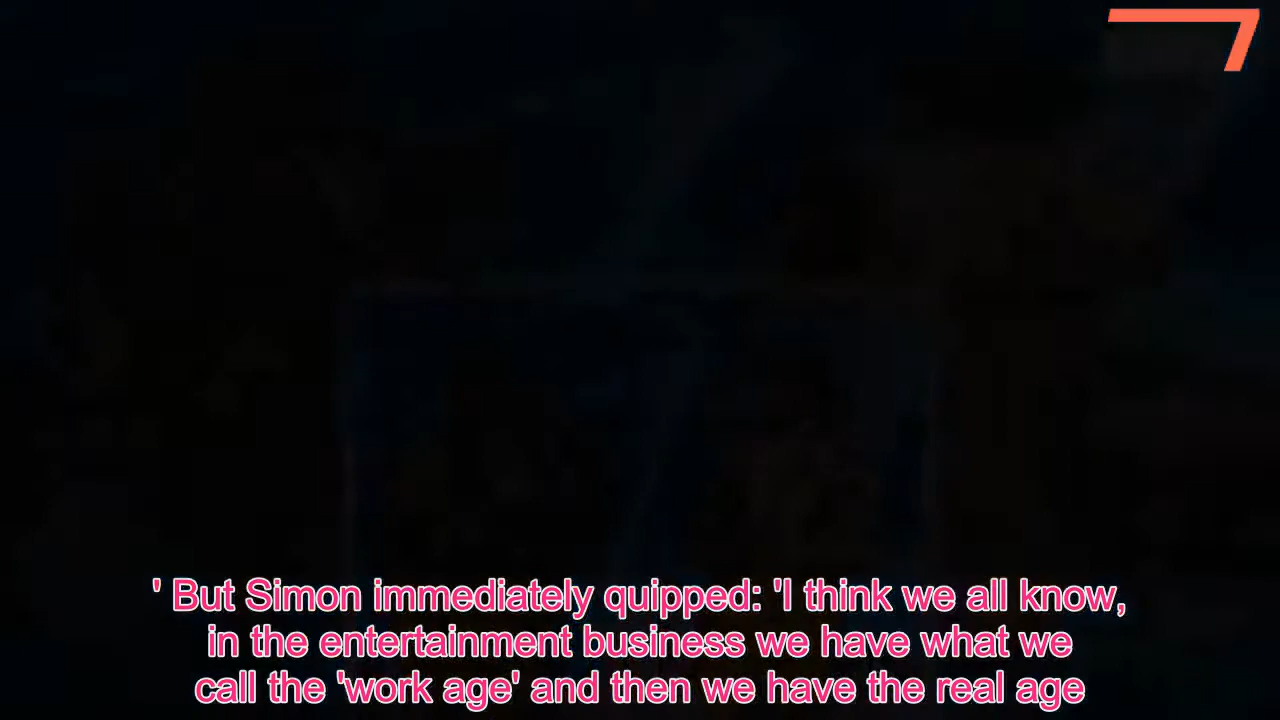 ' But Simon immediately quipped: 'I think we all know,
in the entertainment business we have what we
call the 'work age' and then we have the real age